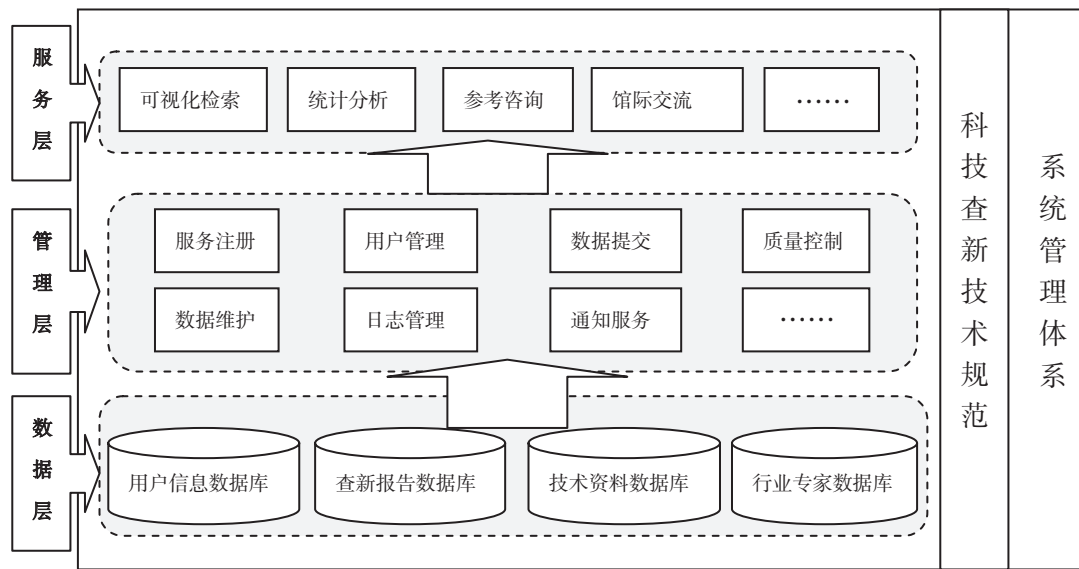 服务层
可视化检索
统计分析
参考咨询
馆际交流
……
管理层
服务注册
用户管理
数据提交
质量控制
数据维护
日志管理
通知服务
……
数据层
用户信息数据库
查新报告数据库
技术资料数据库
行业专家数据库
科技查新技术规范
系统管理体系